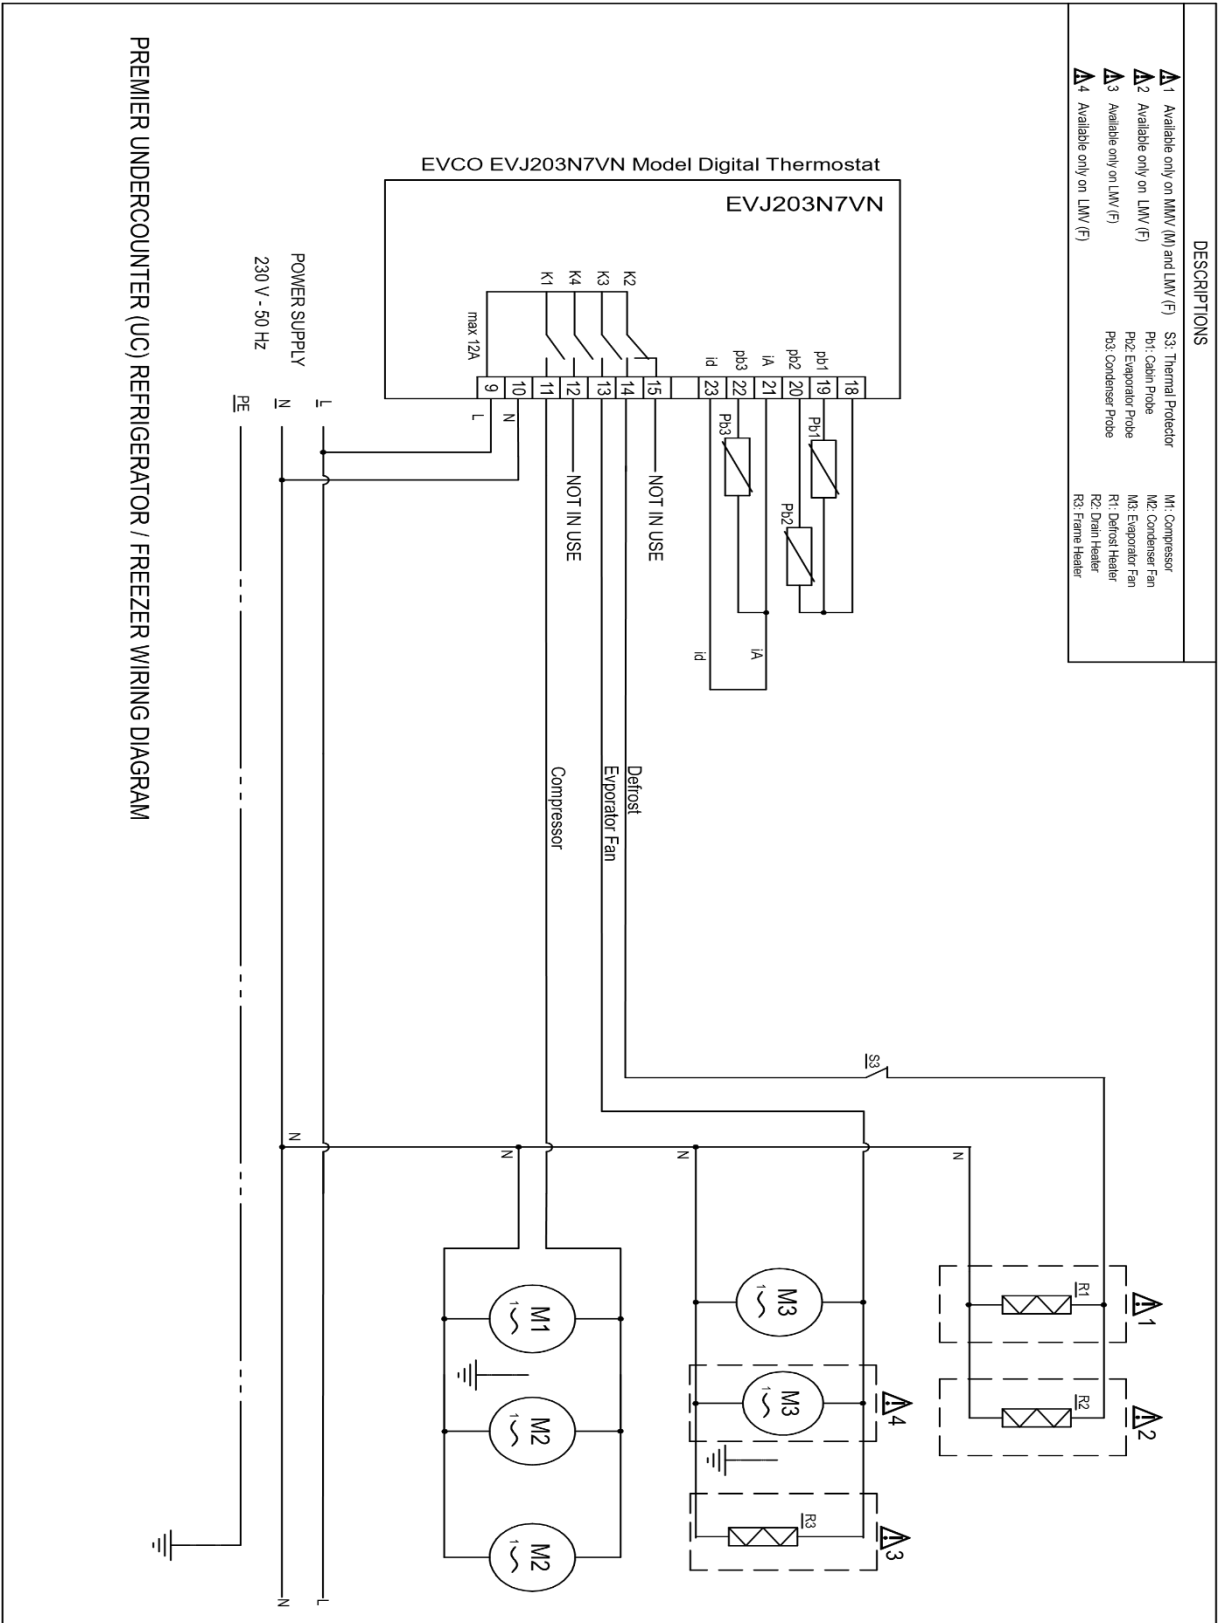 DESCRIPTIONS
1 Available only on MMV (M) and LMV (F)
2 Available only on LMV (F)
3 Available only on LMV (F)
4 Available only on LMV (F)
S3: Thermal Protector
Pb1: Cabin Probe
Pb2: Evaporator Probe
Pb3: Condenser Probe
M1: Compressor
M2: Condenser Fan
M3: Evaporator Fan
R1: Defrost Heater
R2: Drain Heater
R3: Frame Heater
EVCO EVJ203N7VN Model Digital Thermostat
EVJ203N7VN
K1
K4
K3
K2
max 12A
id
pb3
iA
pb2
pb1
9
10
11
12
13
14
15
23
22
21
20
19
18
L
N
NOT IN USE
NOT IN USE
Pb3
Pb2
Pb1
id
iA
POWER SUPPLY
230 V - 50 Hz
PE
N
L
Compressor
Evporator Fan
Defrost
S3
N
N
N
N
M1
1
M2
1
M2
1
M3
1
M3
1
R3
R1
R2
1
2
4
3
N
L
PREMIER UNDERCOUNTER (UC) REFRIGERATOR / FREEZER WIRING DIAGRAM